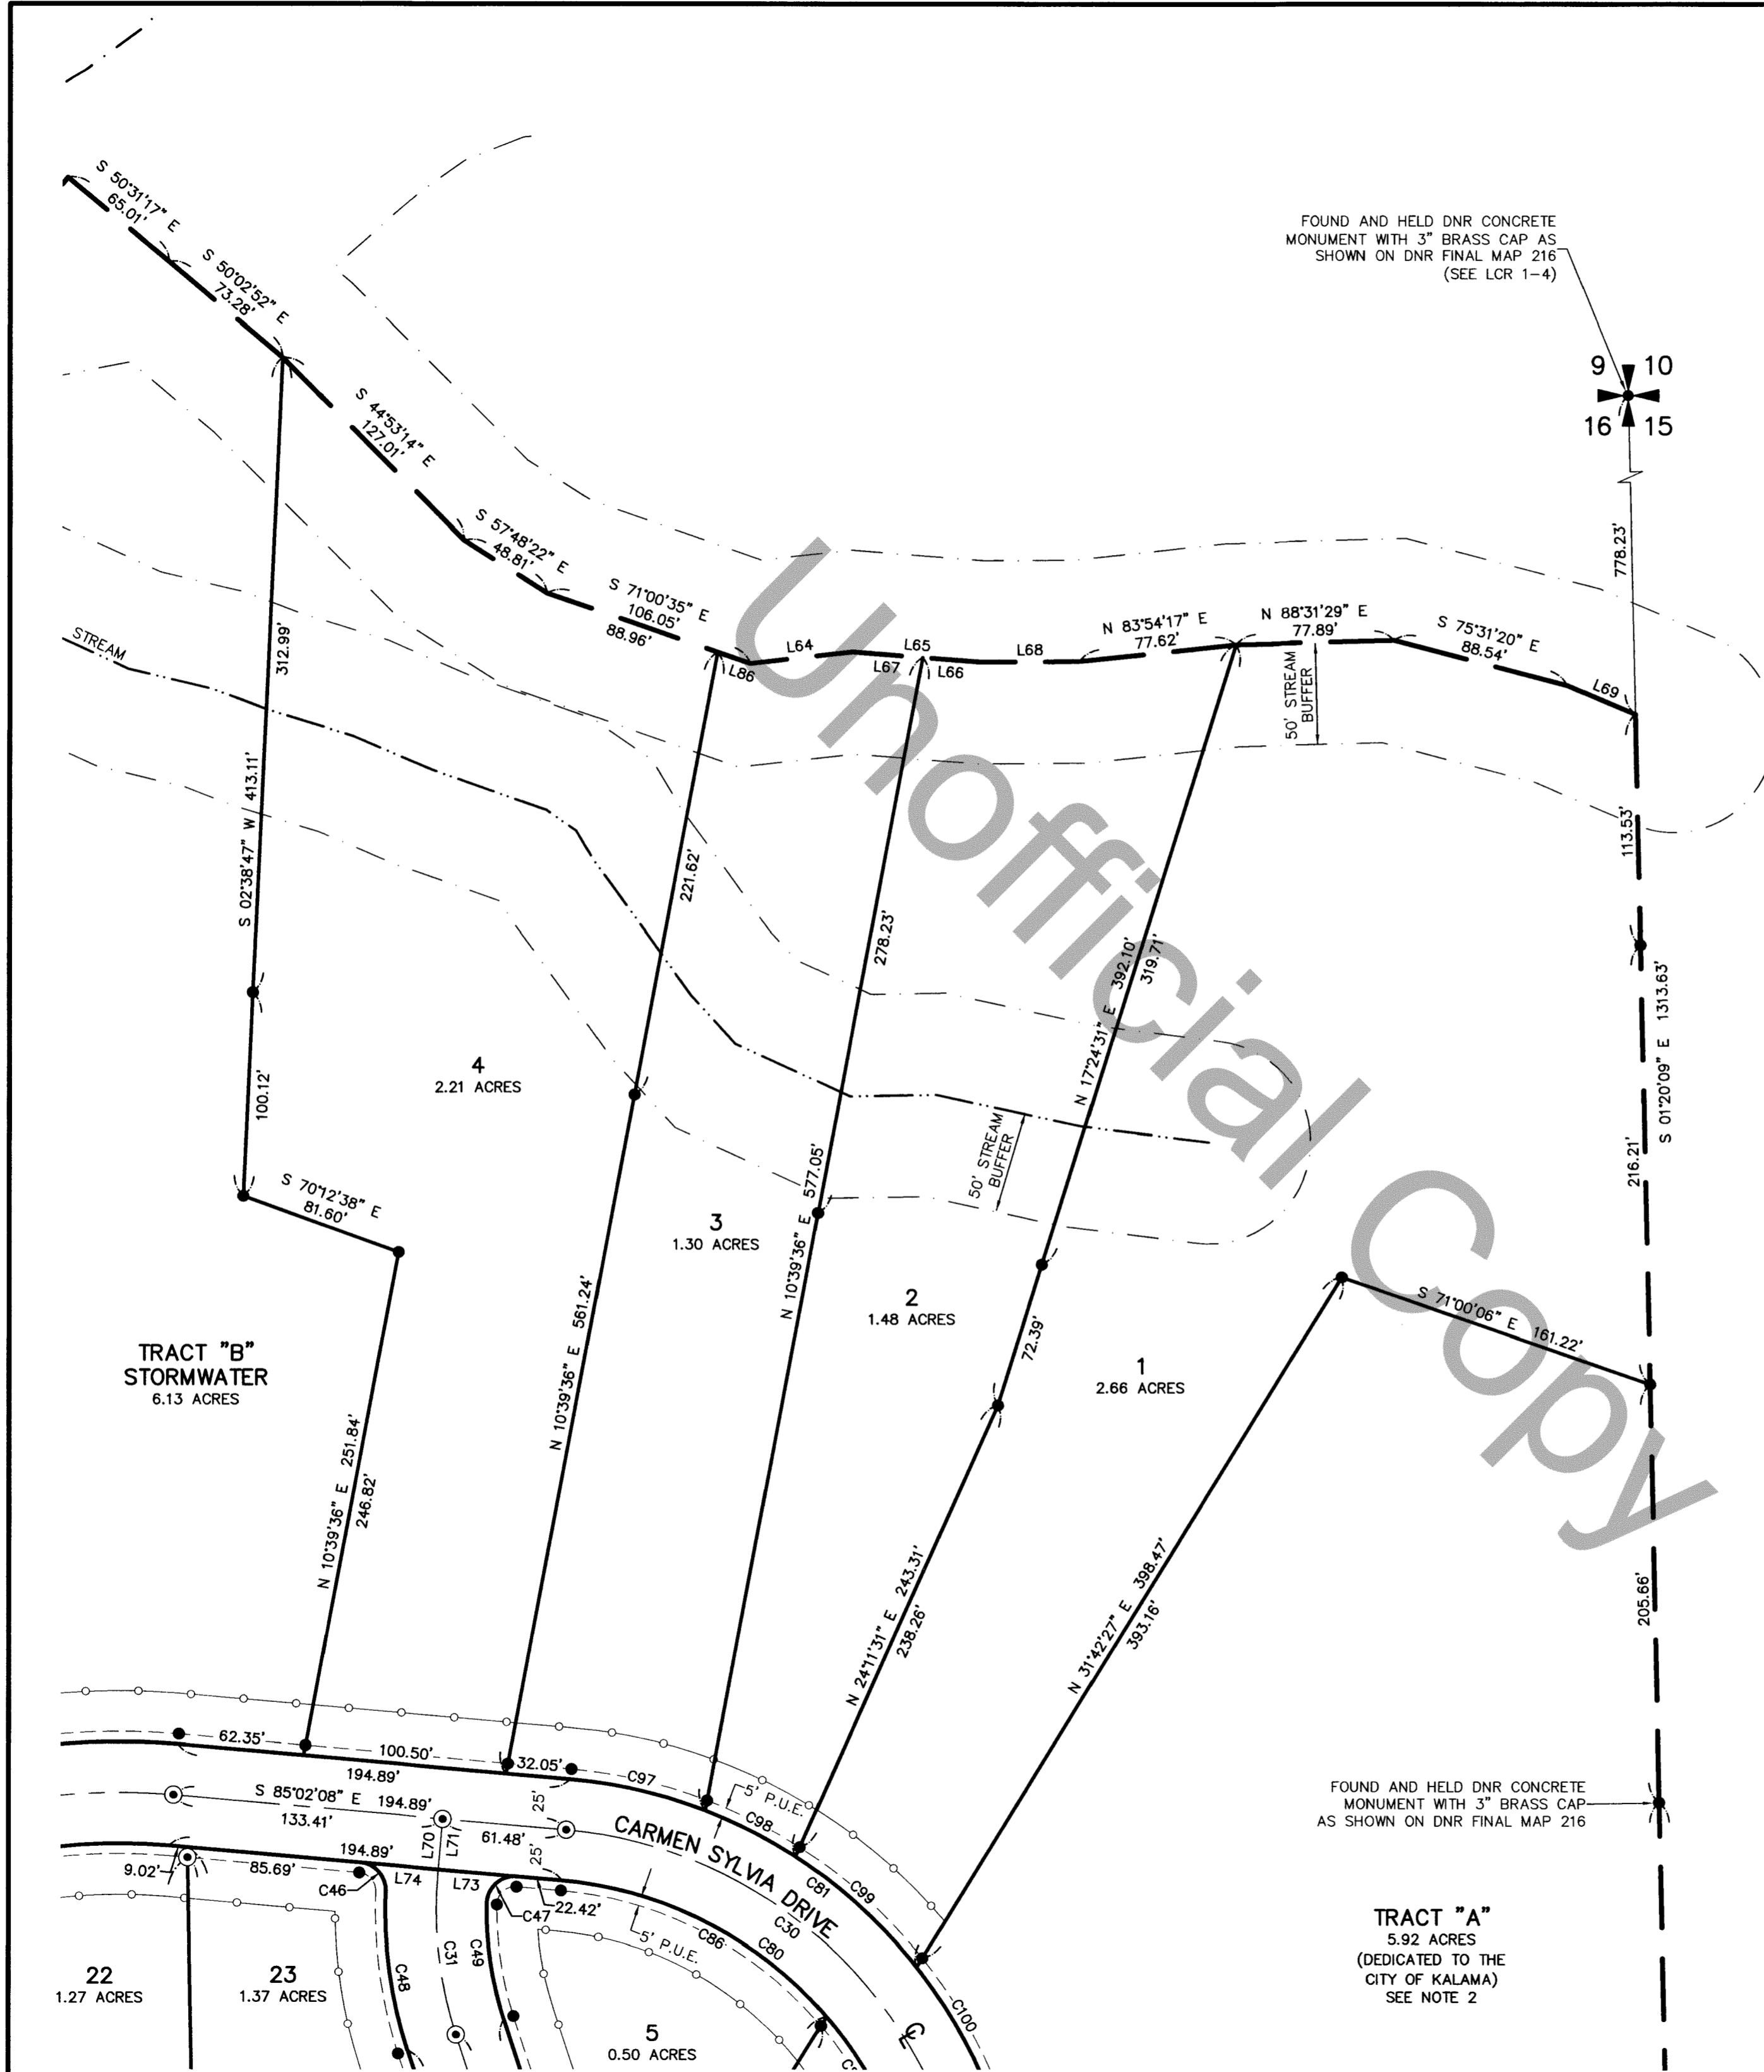 S 50°31'17" E
65.01'
S 50°02'52" E
73.28'
FOUND AND HELD DNR CONCRETE
MONUMENT WITH 3" BRASS CAP AS
SHOWN ON DNR FINAL MAP 216
(SEE LCR 1-4)
9 10
16 15
S 44°53'14" E
127.01'
S 57°48'22" E
48.81'
S 71°00'35" E
106.05'
88.96'
L86
L64
L65
L67
L66
L68
N 83°54'17" E
77.62'
N 88°31'29" E
77.89'
S 75°31'20" E
88.54'
L69
778.23'
STREAM
312.99'
S 02°38'47" W 413.11'
100.12'
221.62'
278.23'
50' STREAM
BUFFER
N 17°24'31" E 392.10'
319.71'
113.53'
S 01°20'09" E 1313.63'
216.21'
4
2.21 ACRES
50' STREAM
BUFFER
S 70°12'38" E
81.60'
3
1.30 ACRES
N 10°39'36" E 577.05'
N 10°39'36" E 561.24'
2
1.48 ACRES
72.39'
1
2.66 ACRES
S 71°00'06" E 161.22'
TRACT "B"
STORMWATER
6.13 ACRES
N 10°39'36" E 251.84'
246.82'
N 24°11'31" E 243.31'
238.26'
N 31°42'27" E 398.47'
393.16'
205.66'
Unofficial Copy
62.35'
100.50'
32.05'
C97
194.89'
S 85°02'08" E 194.89'
133.41'
61.48'
25'
25'
5' P.U.E.
C98
CARMEN SYLVIA DRIVE
C81
C99
C30
L70
L71
194.89'
9.02'
85.69'
C46
L74
L73
C47
22.42'
5' P.U.E.
C86
C80
C48
C31
C49
C100
FOUND AND HELD DNR CONCRETE
MONUMENT WITH 3" BRASS CAP
AS SHOWN ON DNR FINAL MAP 216
TRACT "A"
5.92 ACRES
(DEDICATED TO THE
CITY OF KALAMA)
SEE NOTE 2
22
1.27 ACRES
23
1.37 ACRES
5
0.50 ACRES